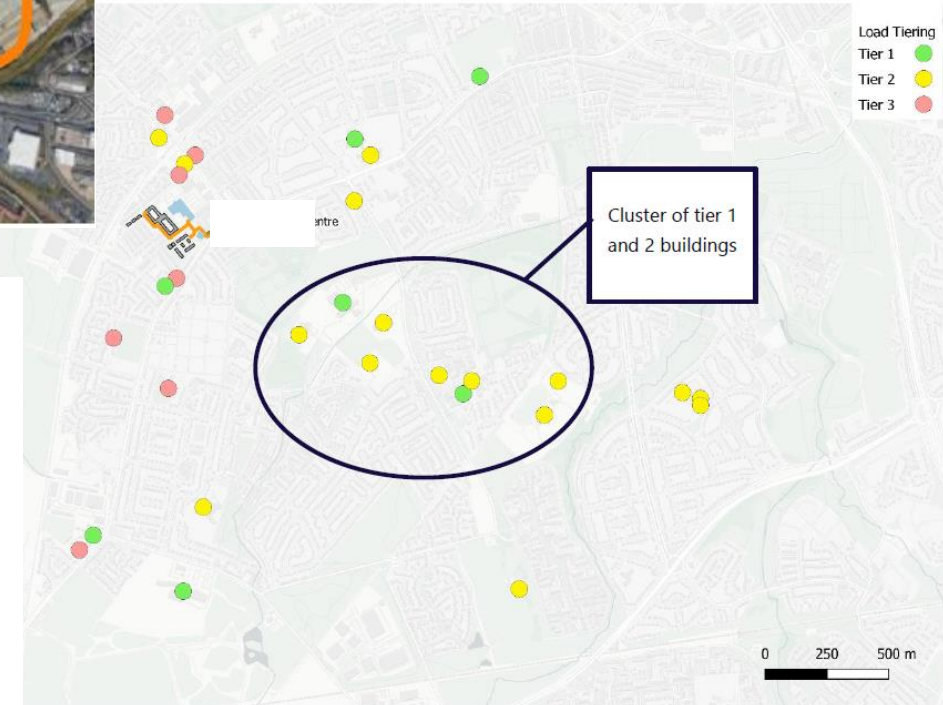 Load Tiering
Tier 1
Tier 2
Tier 3
Cluster of tier 1
and 2 buildings
entre
0 250 500 m